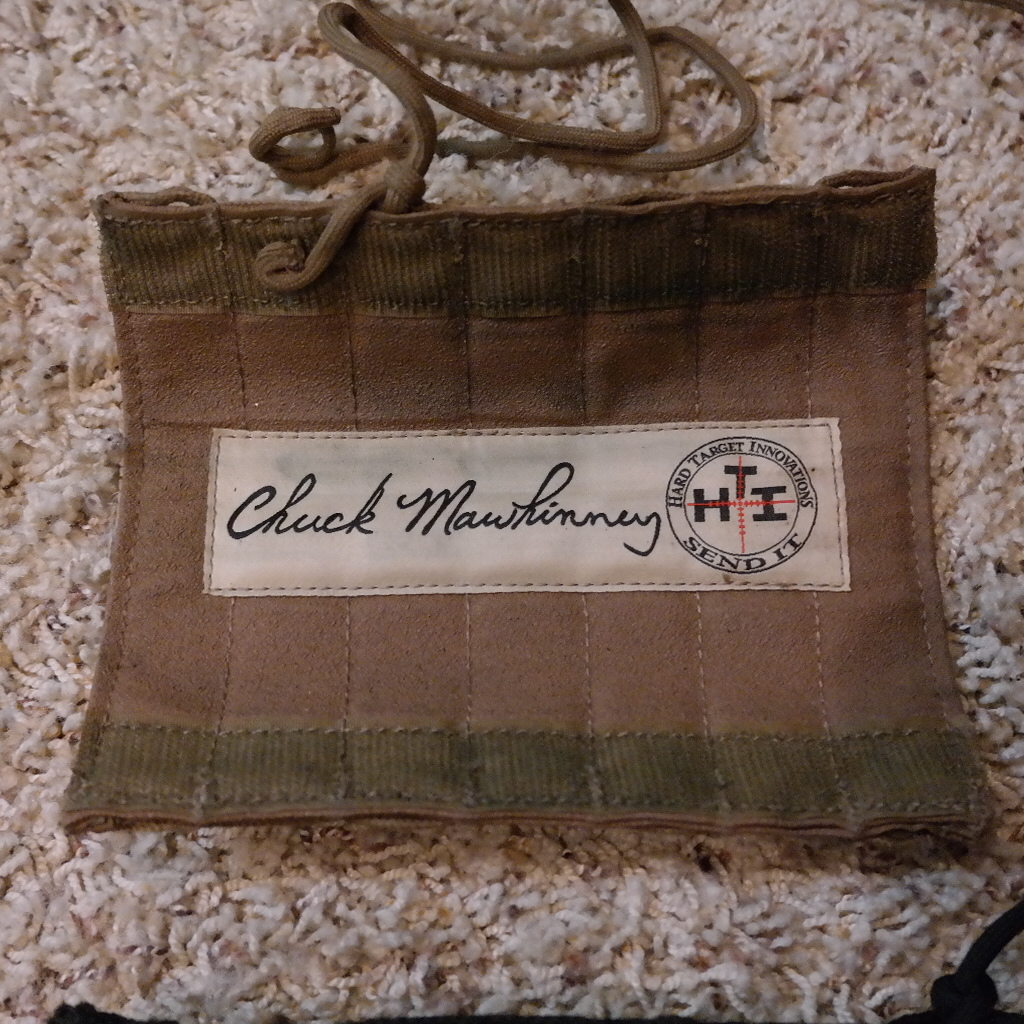 Chuck Mawhinney
HARD TARGET INNOVATIONS
HTI
SEND IT